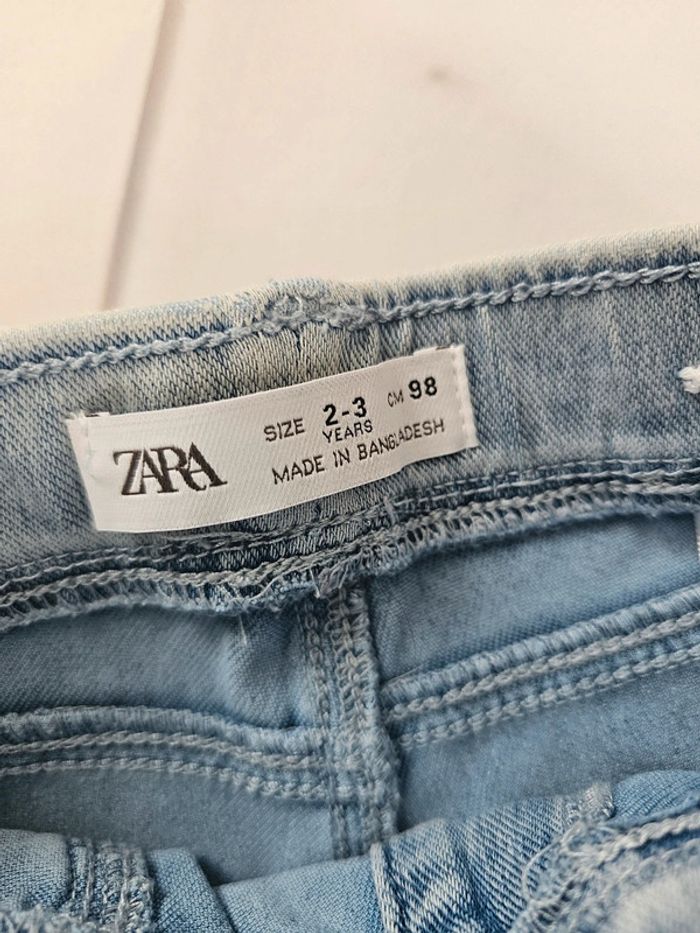 ZARA
SIZE 2-3 CM 98
YEARS
MADE IN BANGLADESH